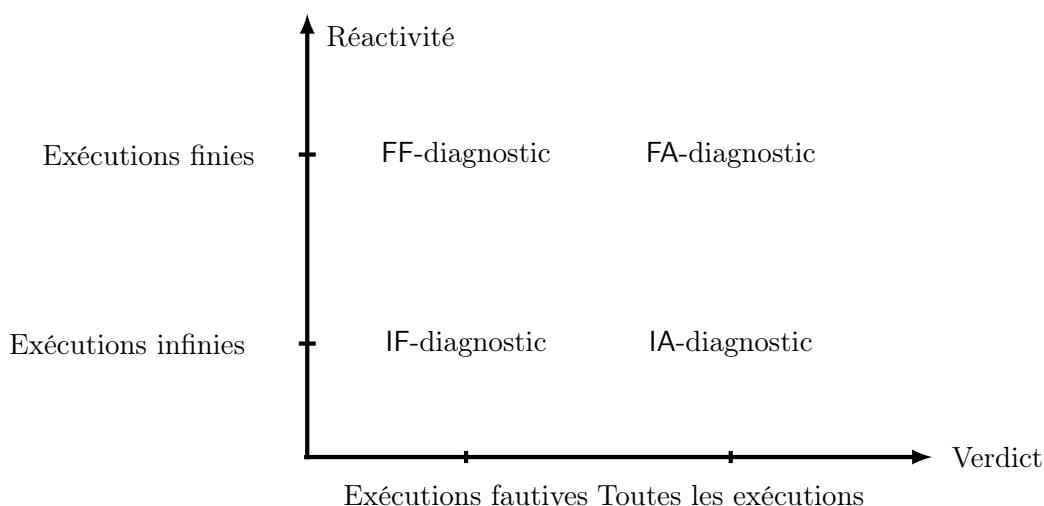 Réactivité
Exécutions finies FF-diagnostic FA-diagnostic
Exécutions infinies IF-diagnostic IA-diagnostic
Verdict
Exécutions fautives Toutes les exécutions